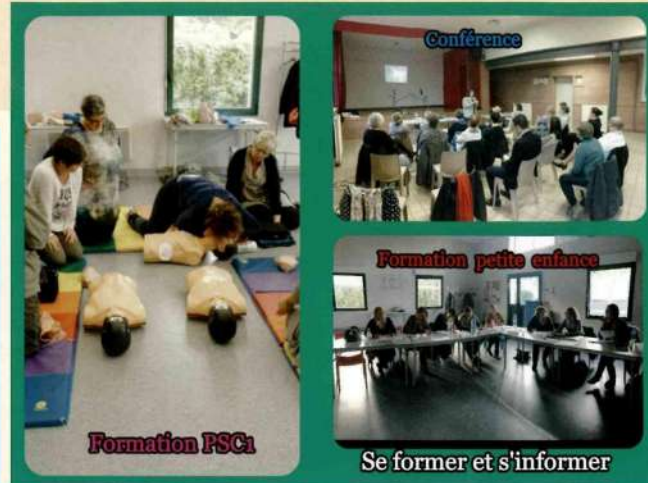 Formation PSC1
Conférence
Formation petite enfance
Se former et s'informer